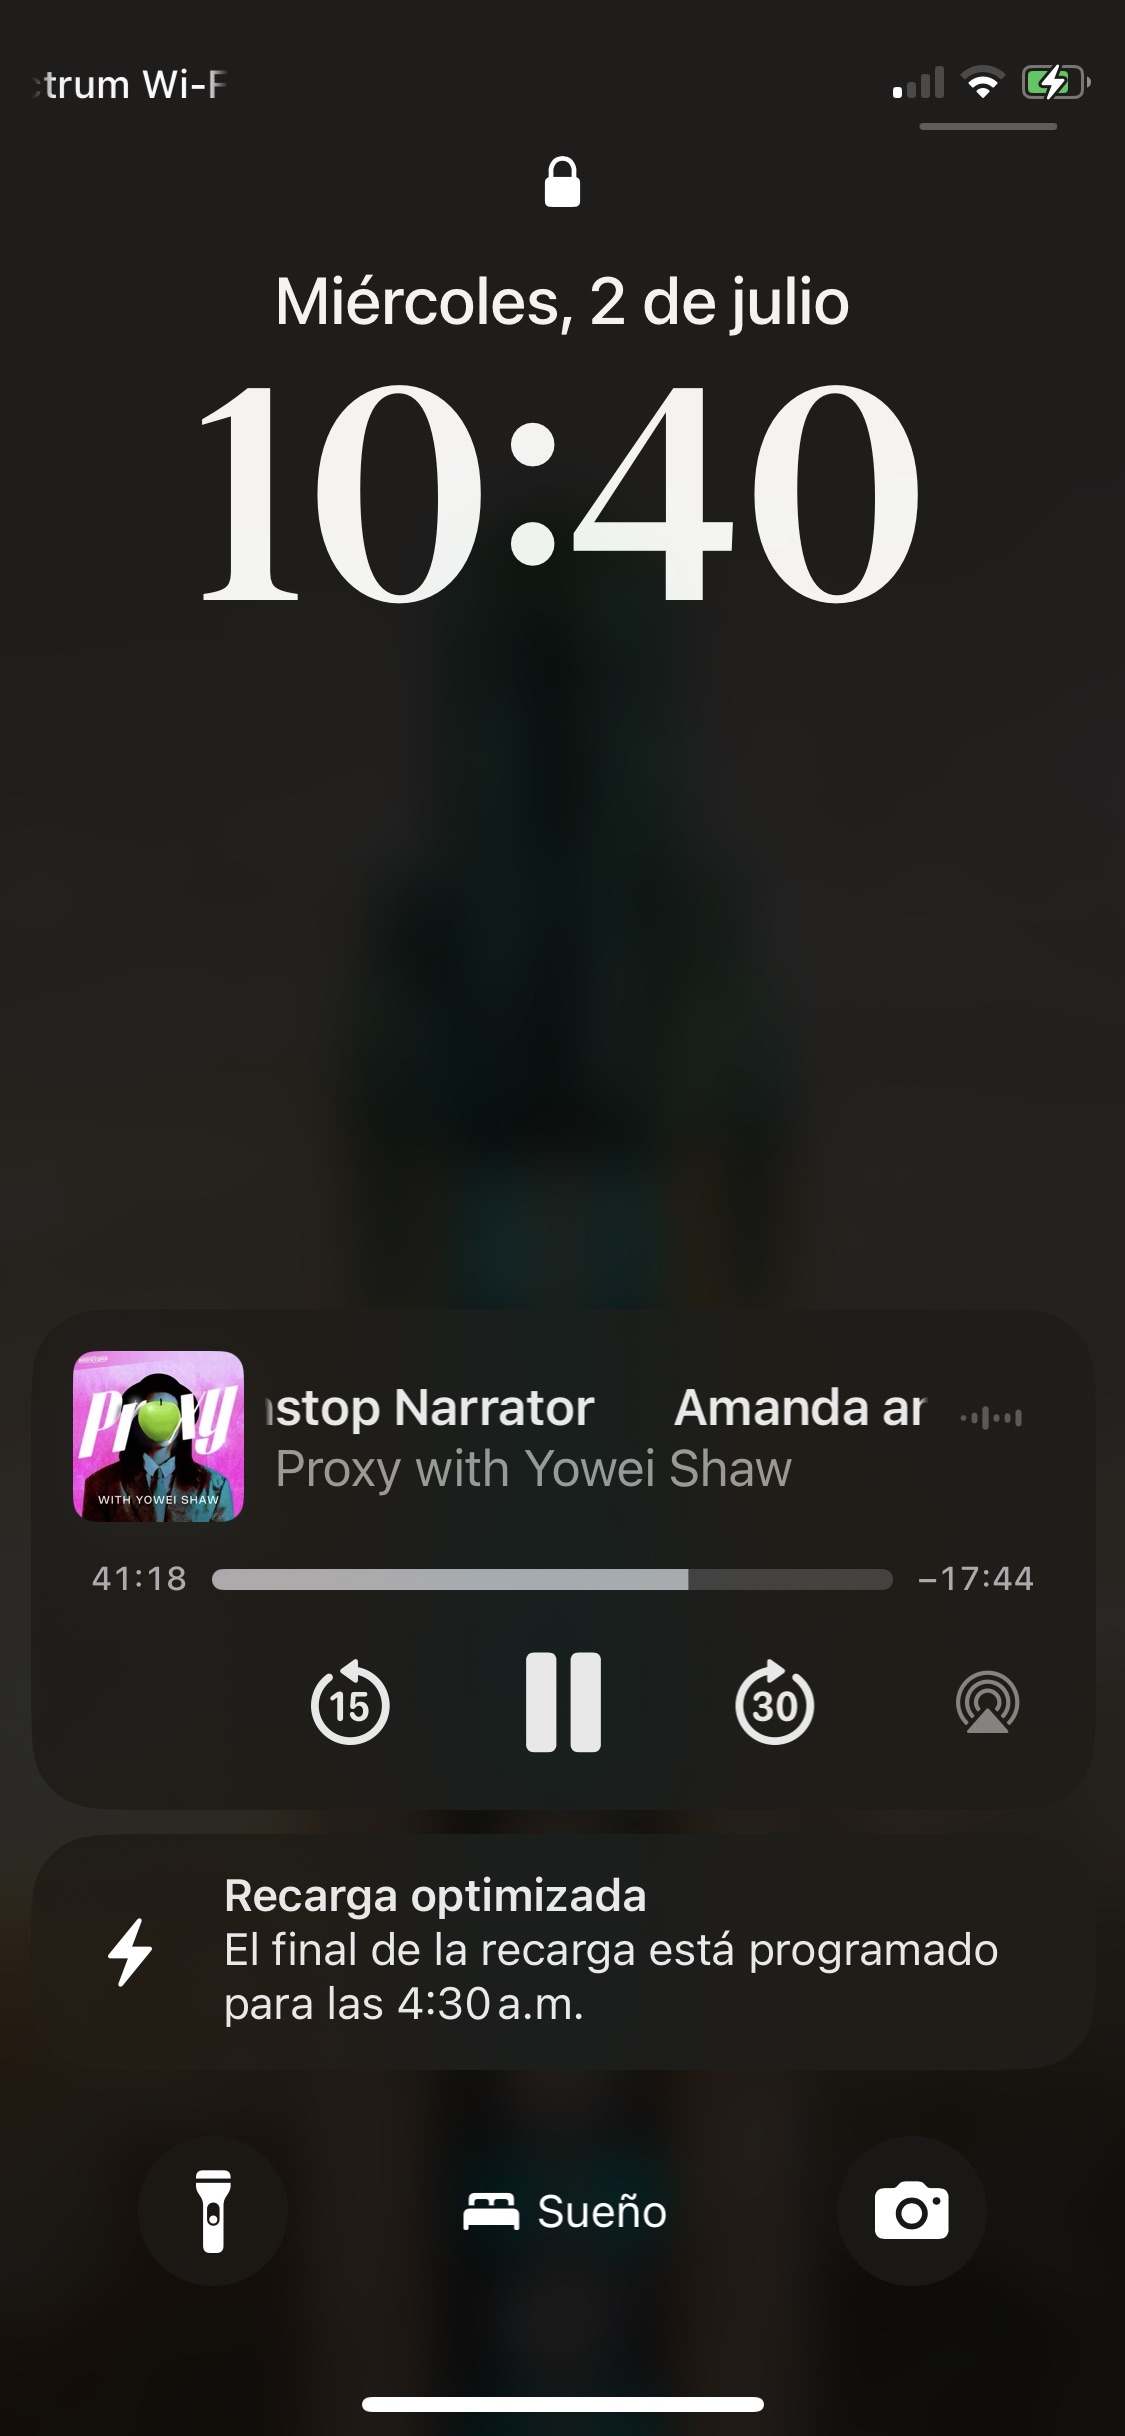 trum Wi-F
Miércoles, 2 de julio
10:40
Proxy
WITH YOWEI SHAW
nstop Narrator Amanda ar
Proxy with Yowei Shaw
41:18 −17:44
15 30
Recarga optimizada
El final de la recarga está programado
para las 4:30 a.m.
Sueño